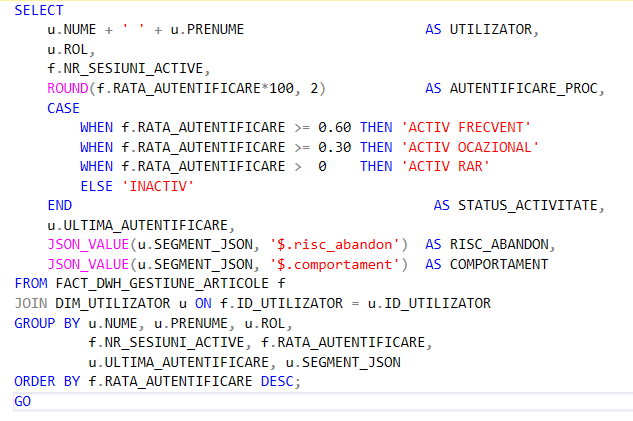 SELECT
    u.NUME + ' ' + u.PRENUME                      AS UTILIZATOR,
    u.ROL,
    f.NR_SESIUNI_ACTIVE,
    ROUND(f.RATA_AUTENTIFICARE*100, 2)            AS AUTENTIFICARE_PROC,
    CASE
        WHEN f.RATA_AUTENTIFICARE >= 0.60 THEN 'ACTIV FRECVENT'
        WHEN f.RATA_AUTENTIFICARE >= 0.30 THEN 'ACTIV OCAZIONAL'
        WHEN f.RATA_AUTENTIFICARE >  0    THEN 'ACTIV RAR'
        ELSE 'INACTIV'
    END                                            AS STATUS_ACTIVITATE,
    u.ULTIMA_AUTENTIFICARE,
    JSON_VALUE(u.SEGMENT_JSON, '$.risc_abandon')  AS RISC_ABANDON,
    JSON_VALUE(u.SEGMENT_JSON, '$.comportament')  AS COMPORTAMENT
FROM FACT_DWH_GESTIUNE_ARTICOLE f
JOIN DIM_UTILIZATOR u ON f.ID_UTILIZATOR = u.ID_UTILIZATOR
GROUP BY u.NUME, u.PRENUME, u.ROL,
         f.NR_SESIUNI_ACTIVE, f.RATA_AUTENTIFICARE,
         u.ULTIMA_AUTENTIFICARE, u.SEGMENT_JSON
ORDER BY f.RATA_AUTENTIFICARE DESC;
GO